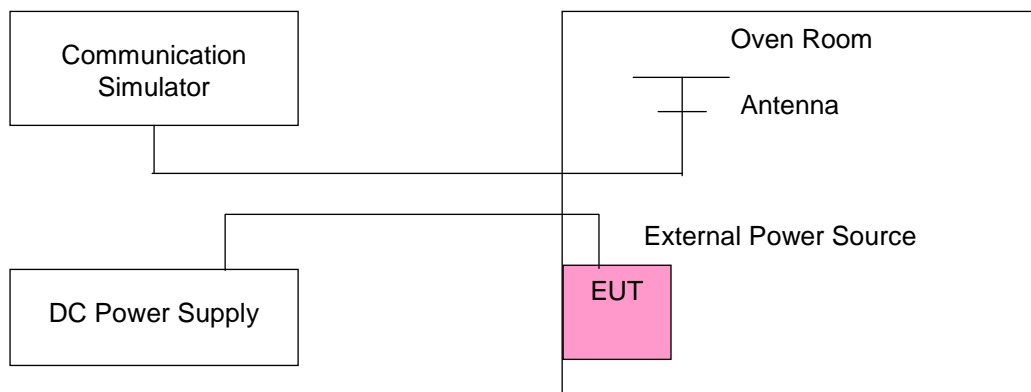 Communication
Simulator
Oven Room
Antenna
External Power Source
DC Power Supply
EUT